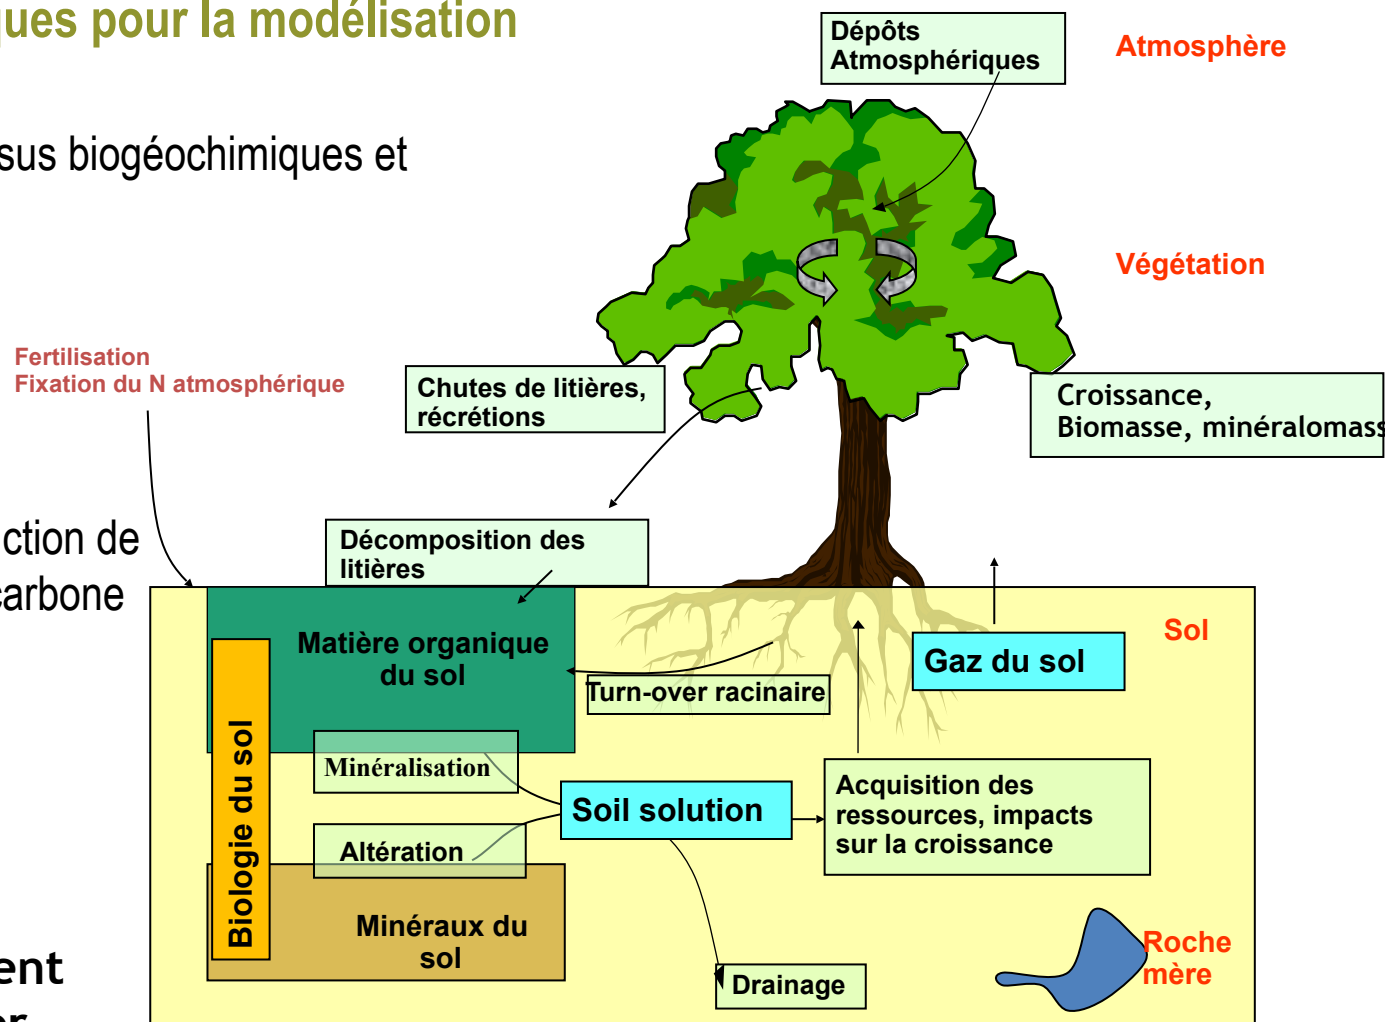 ques pour la modélisation
Dépôts
Atmosphériques
Atmosphère
sus biogéochimiques et
Végétation
Fertilisation
Fixation du N atmosphérique
Chutes de litières,
récrétions
Croissance,
Biomasse, minéralomass
ction de
carbone
Décomposition des
litières
Sol
Matière organique
du sol
Gaz du sol
Turn-over racinaire
Biologie du sol
Minéralisation
Soil solution
Acquisition des
ressources, impacts
sur la croissance
Altération
Minéraux du
sol
Roche
mère
Drainage
ent
er